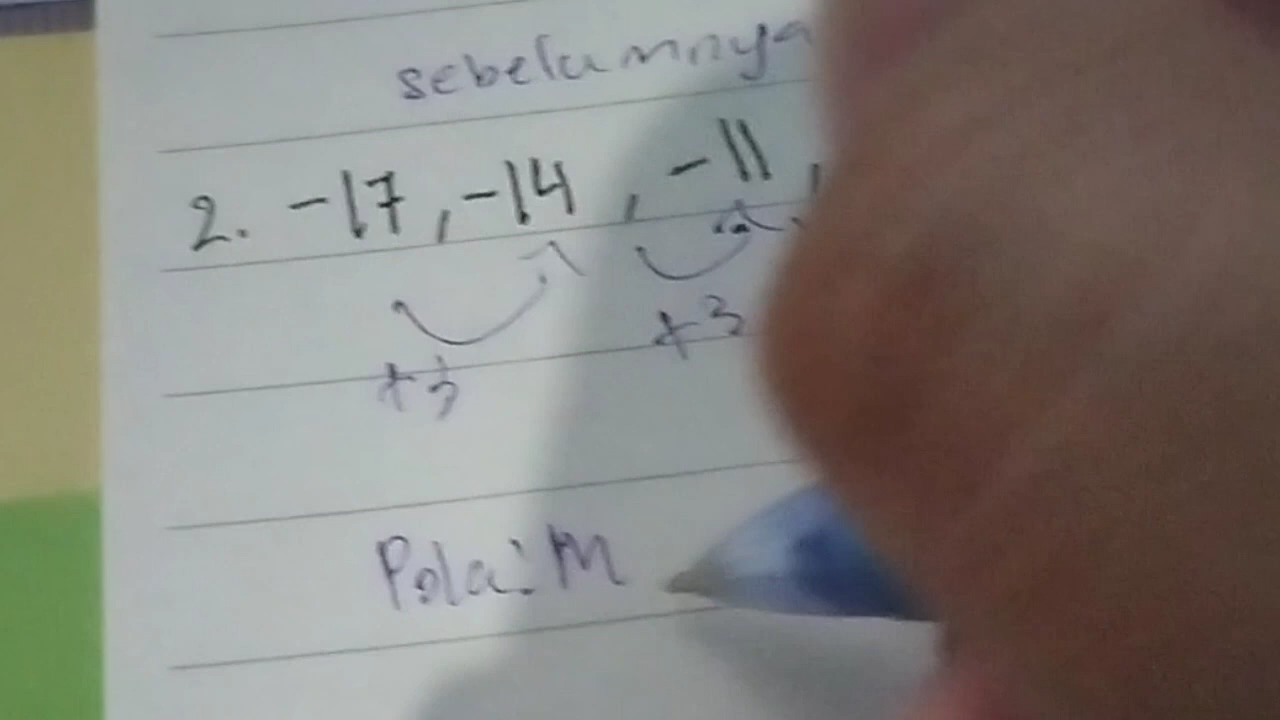 sebelumnya
2. -17, -14, -11,
+3 +3
Pola: M